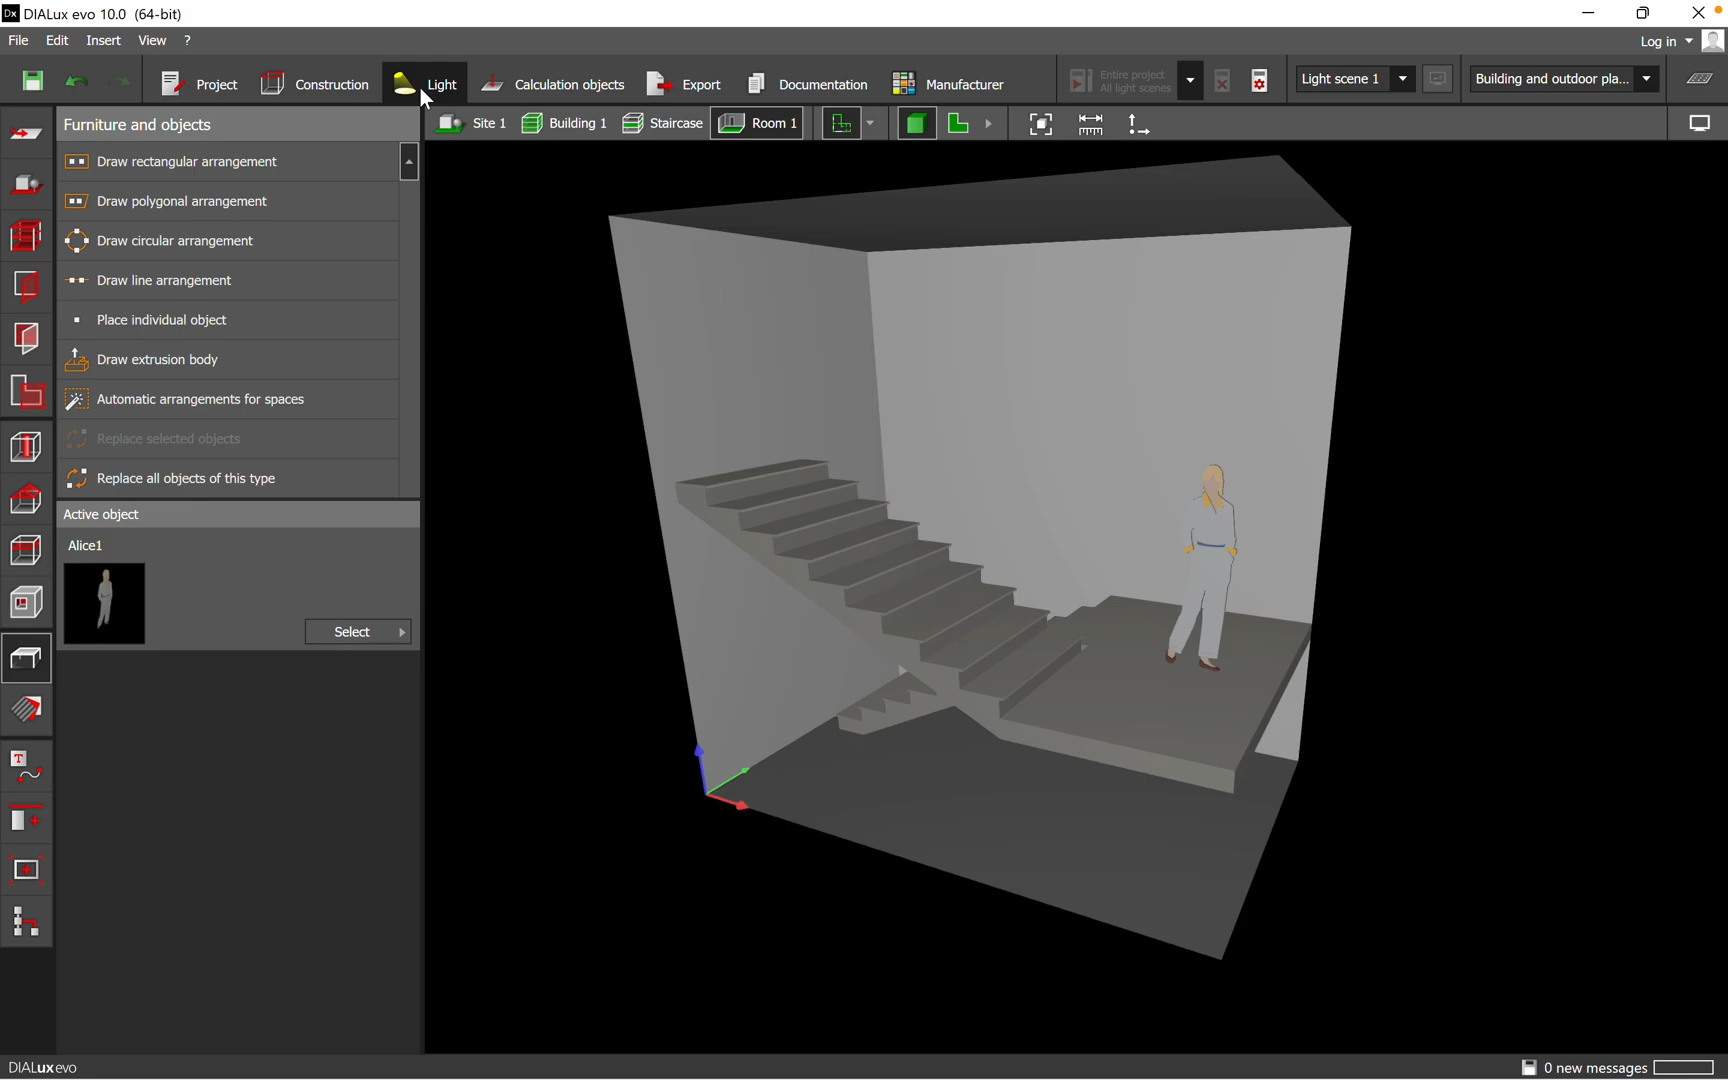 Dx DIALux evo 10.0 (64-bit)
File Edit Insert View ?
Log in
Project Construction Light Calculation objects Export Documentation Manufacturer
Entire project
All light scenes
Light scene 1
Building and outdoor pla...
Furniture and objects
Site 1 Building 1 Staircase Room 1
Draw rectangular arrangement
Draw polygonal arrangement
Draw circular arrangement
Draw line arrangement
Place individual object
Draw extrusion body
Automatic arrangements for spaces
Replace selected objects
Replace all objects of this type
Active object
Alice1
Select
T
DIALux evo
0 new messages